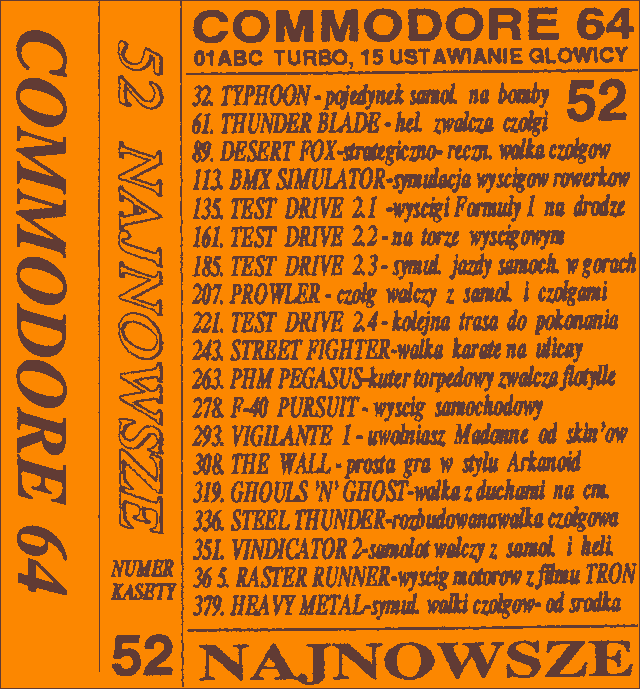 COMMODORE 64
52 NAJNOWSZE
NUMER
KASETY
52
COMMODORE 64
01ABC TURBO, 15 USTAWIANIE GLOWICY
52
32. TYPHOON - pojedynek samol. na bomby
61. THUNDER BLADE - hel. zwalcza czolgi
89. DESERT FOX-strategiczno- reczn. walka czolgow
113. BMX SIMULATOR-symulacja wyscigow rowerkow
135. TEST DRIVE 2.1 -wyscigi Formuly 1 na drodze
161. TEST DRIVE 2.2 - na torze wyscigowym
185. TEST DRIVE 2.3 - symul. jazdy samoch. w gorach
207. PROWLER - czolg walczy z samol. i czolgami
221. TEST DRIVE 2.4 - kolejna trasa do pokonania
243. STREET FIGHTER-walka karate na ulicay
263. PHM PEGASUS-kuter torpedowy zwalcza flotylle
278. F-40 PURSUIT - wyscig samochodowy
293. VIGILANTE 1 - uwolniasz Madonne od skin'ow
308. THE WALL - prosta gra w stylu Arkanoid
319. GHOULS 'N' GHOST-walka z duchami na cm.
336. STEEL THUNDER-rozbudowanawalka czolgowa
351. VINDICATOR 2-samolot walczy z samol. i heli.
36 5. RASTER RUNNER-wyscig motorow z filmu TRON
379. HEAVY METAL-symul. walki czolgow- od srodka
NAJNOWSZE